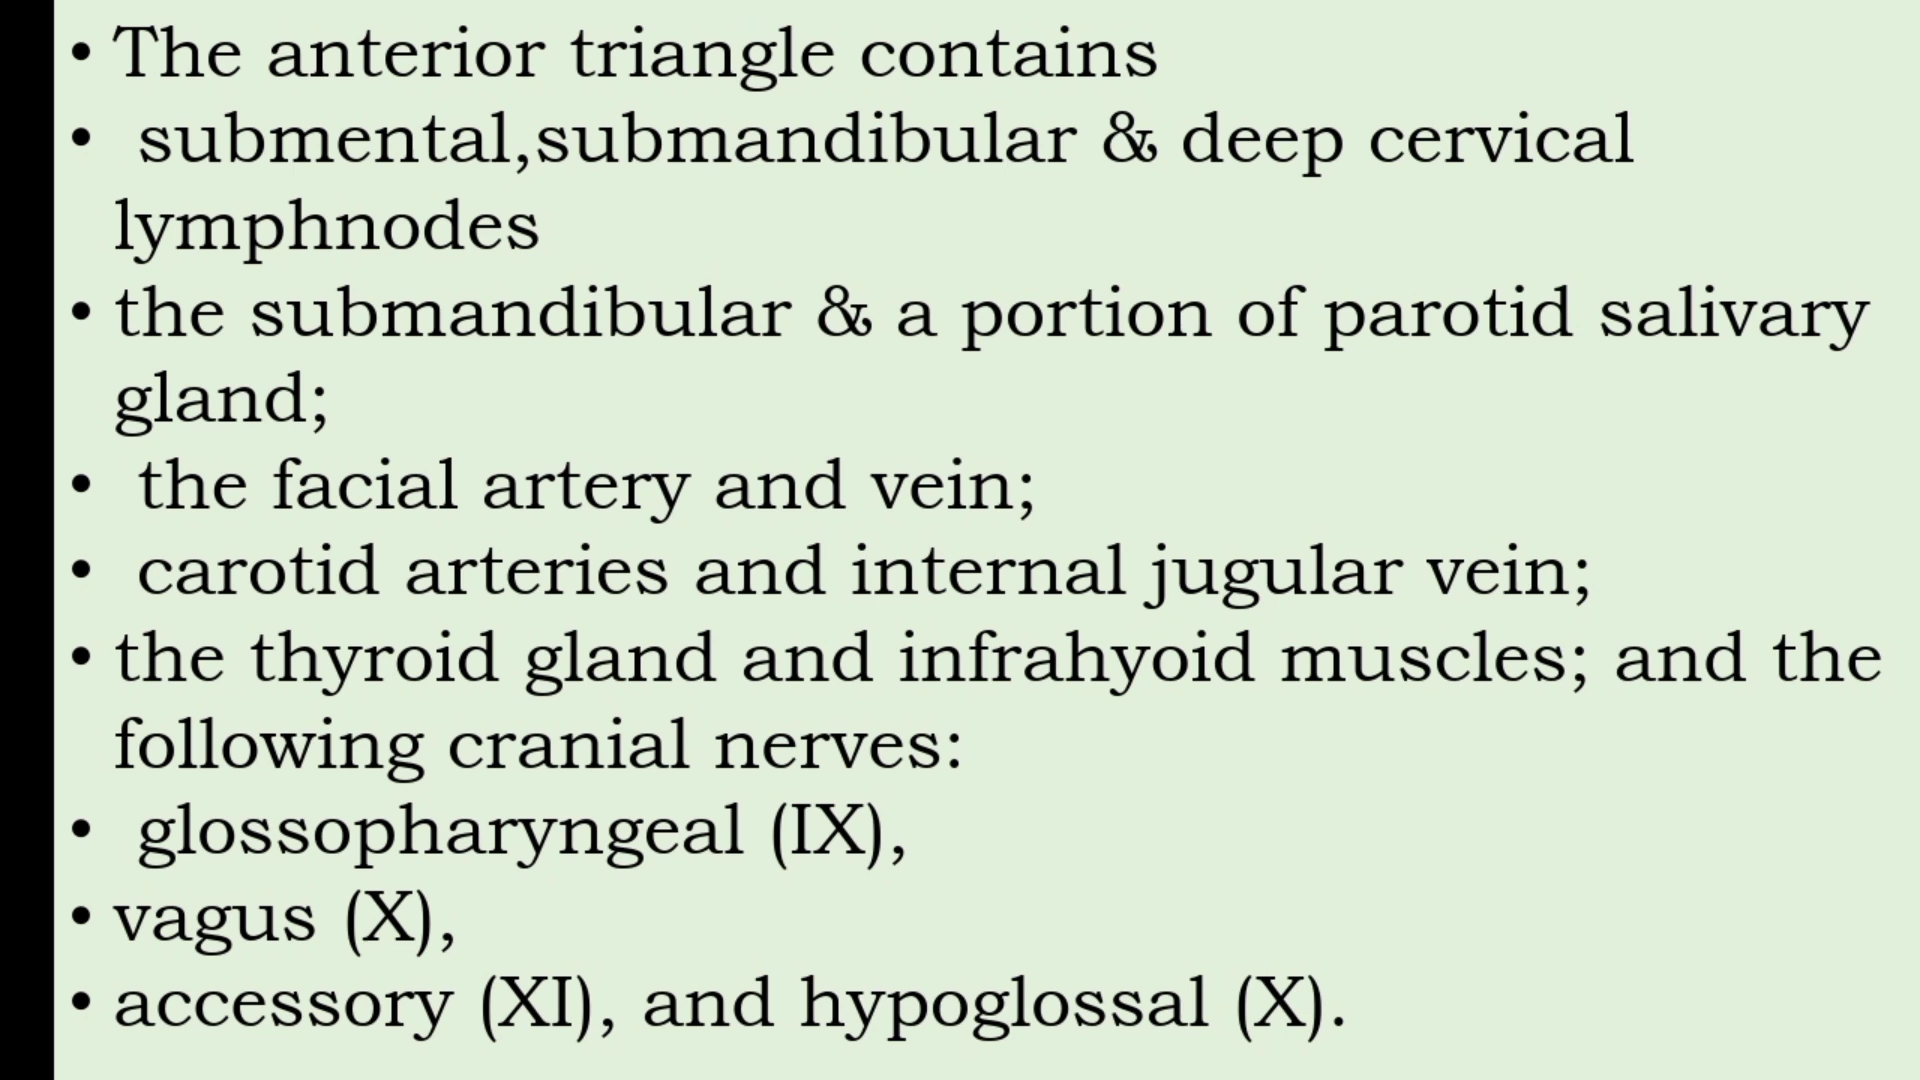 • The anterior triangle contains
• submental,submandibular & deep cervical
lymphnodes
• the submandibular & a portion of parotid salivary
gland;
• the facial artery and vein;
• carotid arteries and internal jugular vein;
• the thyroid gland and infrahyoid muscles; and the
following cranial nerves:
• glossopharyngeal (IX),
• vagus (X),
• accessory (XI), and hypoglossal (X).